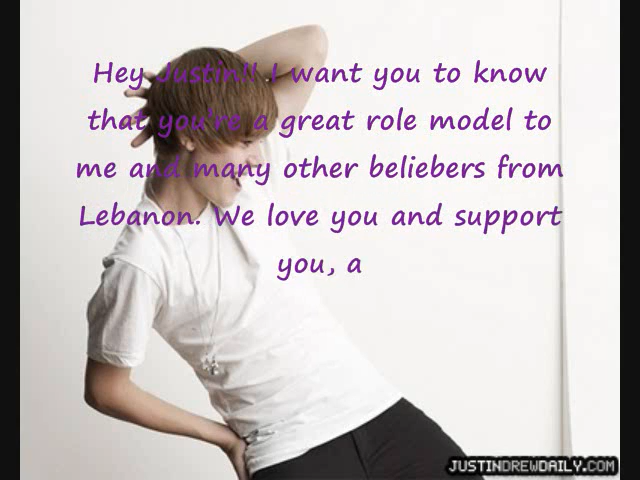 Hey Justin!! I want you to know
that you're a great role model to
me and many other beliebers from
Lebanon. We love you and support
you, a
JUSTINDREWDAILY.COM